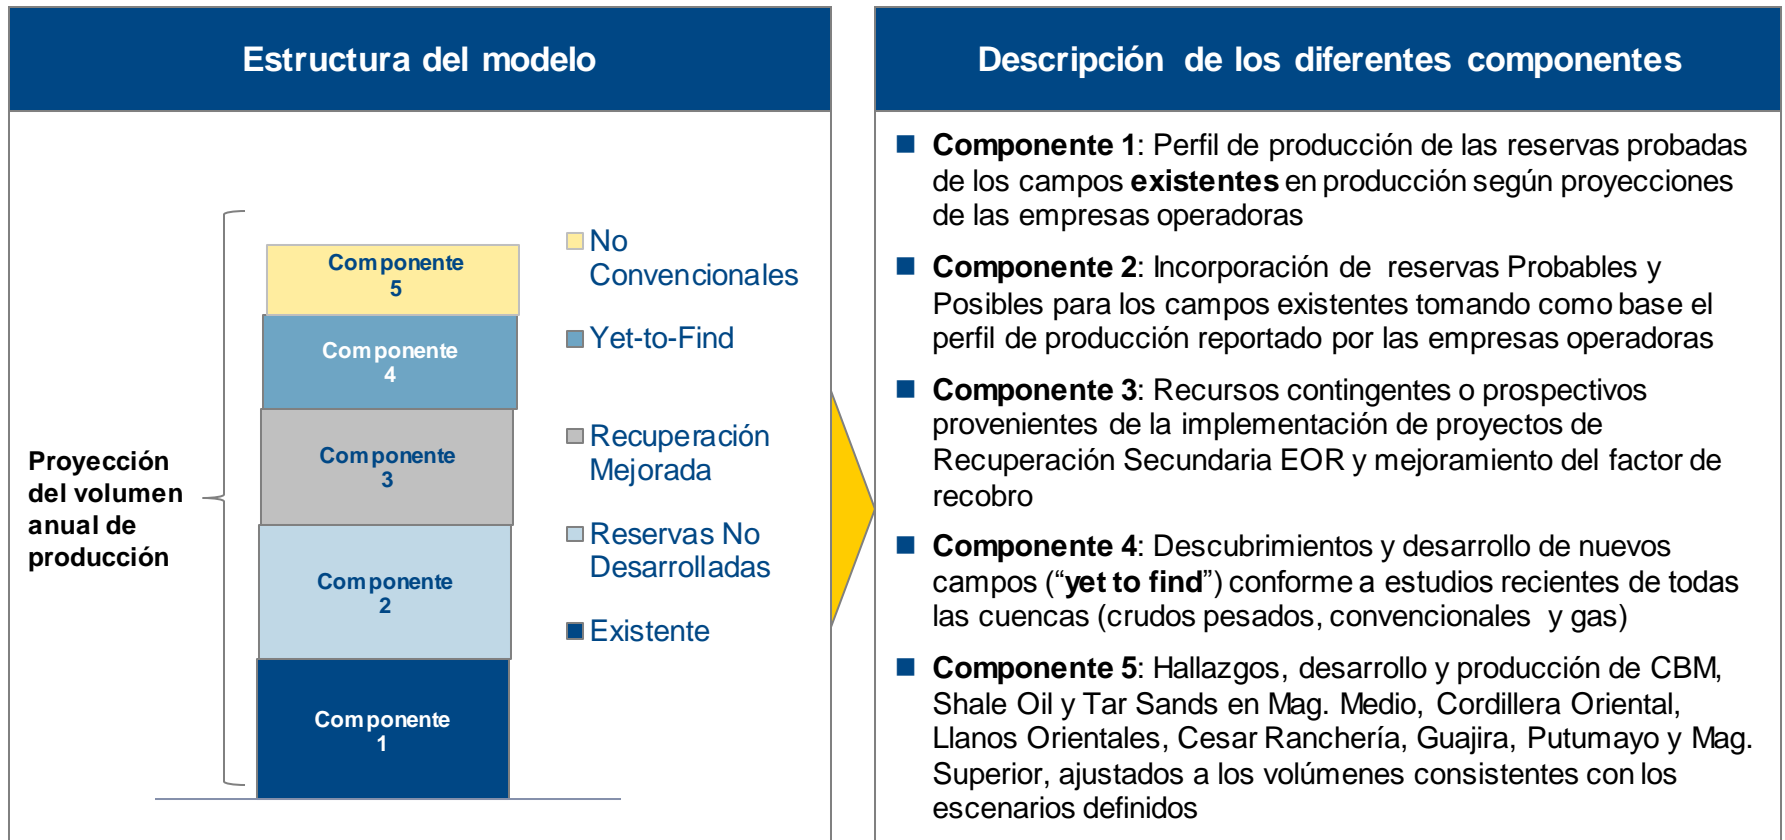 Estructura del modelo
Proyección
del volumen
anual de
producción
Componente
5
Componente
4
Componente
3
Componente
2
Componente
1
No
Convencionales
Yet-to-Find
Recuperación
Mejorada
Reservas No
Desarrolladas
Existente
Descripción de los diferentes componentes
Componente 1: Perfil de producción de las reservas probadas
de los campos existentes en producción según proyecciones
de las empresas operadoras
Componente 2: Incorporación de reservas Probables y
Posibles para los campos existentes tomando como base el
perfil de producción reportado por las empresas operadoras
Componente 3: Recursos contingentes o prospectivos
provenientes de la implementación de proyectos de
Recuperación Secundaria EOR y mejoramiento del factor de
recobro
Componente 4: Descubrimientos y desarrollo de nuevos
campos (“yet to find”) conforme a estudios recientes de todas
las cuencas (crudos pesados, convencionales y gas)
Componente 5: Hallazgos, desarrollo y producción de CBM,
Shale Oil y Tar Sands en Mag. Medio, Cordillera Oriental,
Llanos Orientales, Cesar Ranchería, Guajira, Putumayo y Mag.
Superior, ajustados a los volúmenes consistentes con los
escenarios definidos